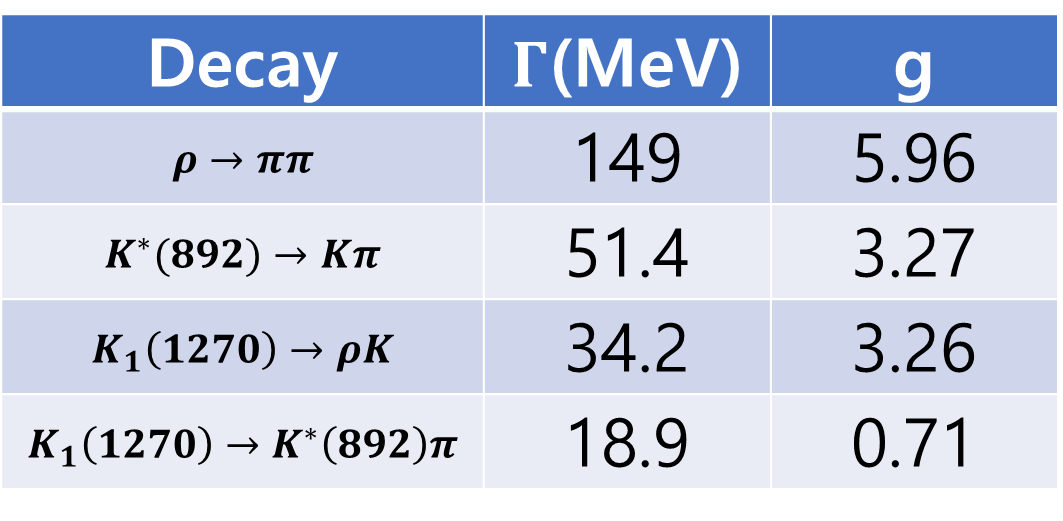 Decay Γ(MeV) g
ρ → ππ 149 5.96
K*(892) → Kπ 51.4 3.27
K₁(1270) → ρK 34.2 3.26
K₁(1270) → K*(892)π 18.9 0.71